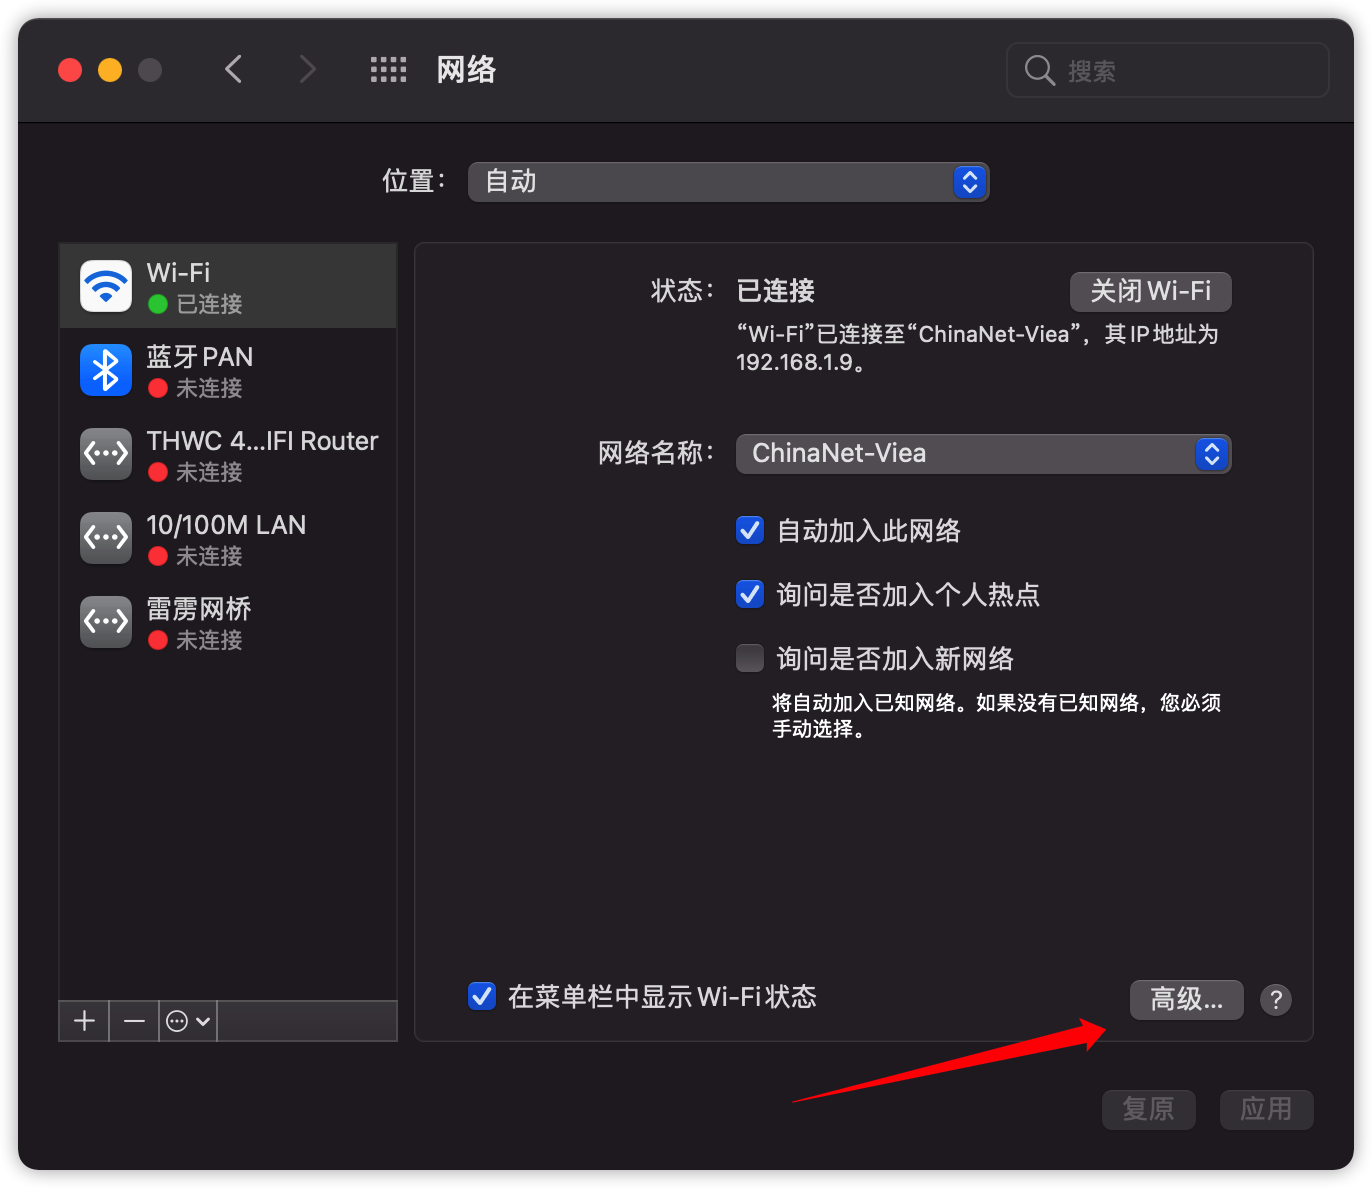 网络
搜索
位置：
自动
Wi-Fi
已连接
蓝牙 PAN
未连接
THWC 4...IFI Router
未连接
10/100M LAN
未连接
雷雳网桥
未连接
状态：
已连接
关闭 Wi-Fi
“Wi-Fi”已连接至“ChinaNet-Viea”，其 IP 地址为
192.168.1.9。
网络名称：
ChinaNet-Viea
自动加入此网络
询问是否加入个人热点
询问是否加入新网络
将自动加入已知网络。如果没有已知网络，您必须
手动选择。
在菜单栏中显示 Wi-Fi 状态
高级...
?
复原
应用